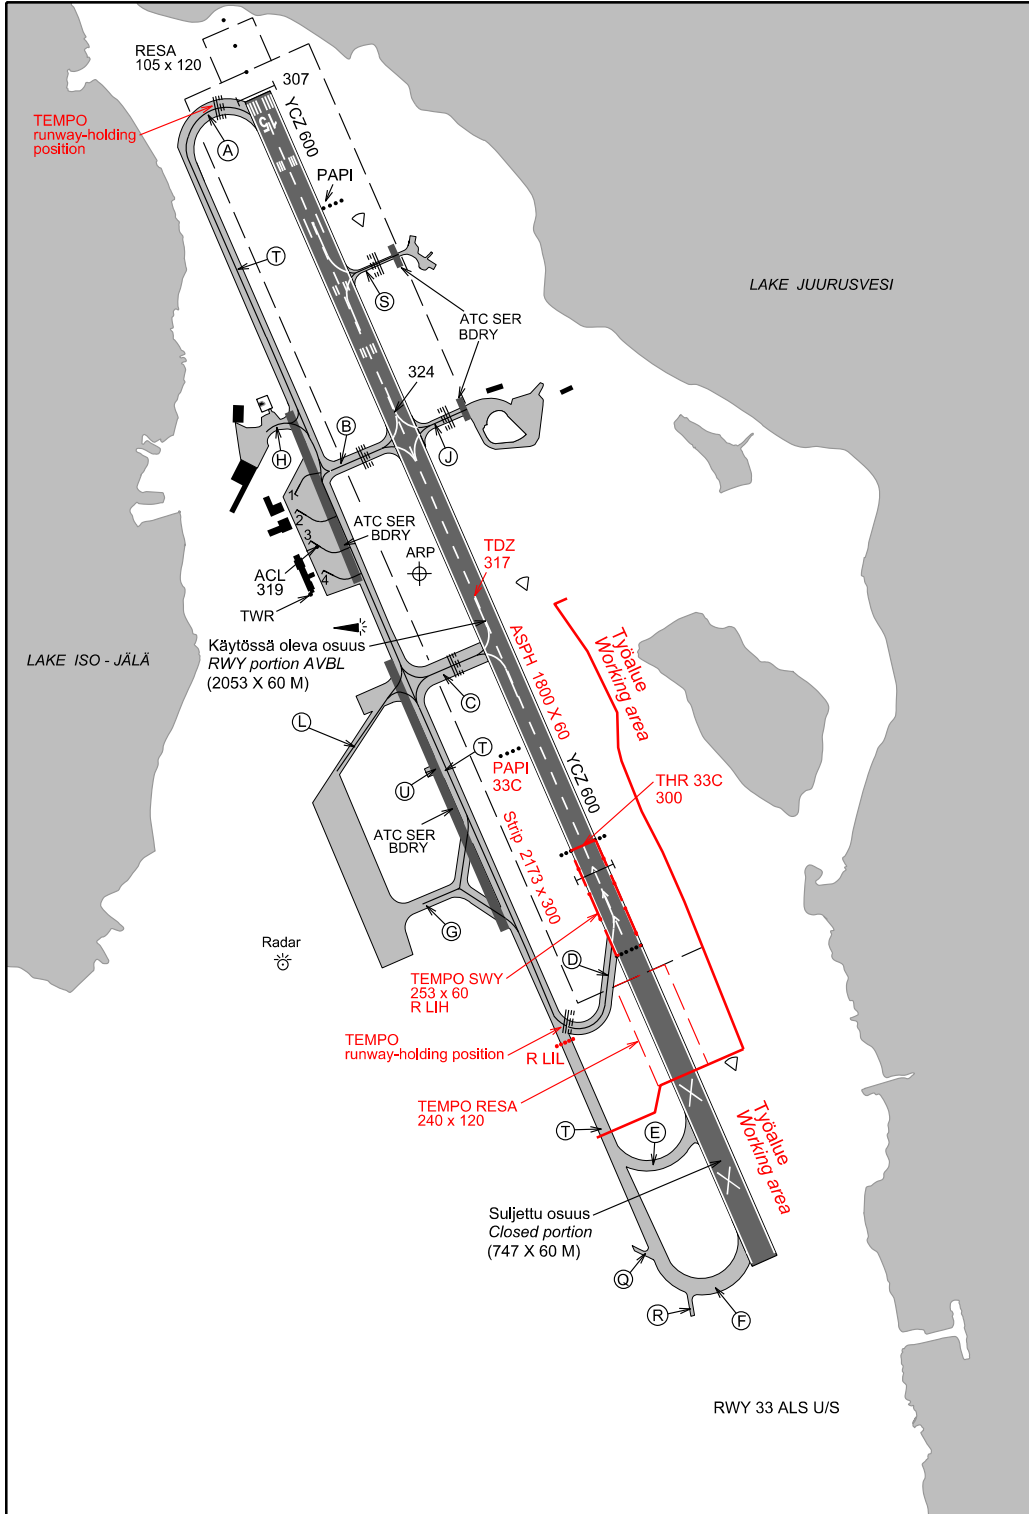 RESA
105 x 120
307
TEMPO
runway-holding
position
15
YCZ 600
A
PAPI
T
S
LAKE JUURUSVESI
ATC SER
BDRY
324
B
J
H
1
2
3
4
ATC SER
BDRY
ARP
TDZ
317
ACL
319
TWR
Käytössä oleva osuus
RWY portion AVBL
(2053 X 60 M)
LAKE ISO - JÄLÄ
ASPH 1800 X 60
Työalue
Working area
C
L
T
PAPI
33C
U
YCZ 600
THR 33C
300
ATC SER
BDRY
Strip 2173 x 300
G
Radar
D
TEMPO SWY
253 x 60
R LIH
TEMPO
runway-holding position
R LIL
TEMPO RESA
240 x 120
T
E
Työalue
Working area
Suljettu osuus
Closed portion
(747 X 60 M)
Q
R
F
RWY 33 ALS U/S